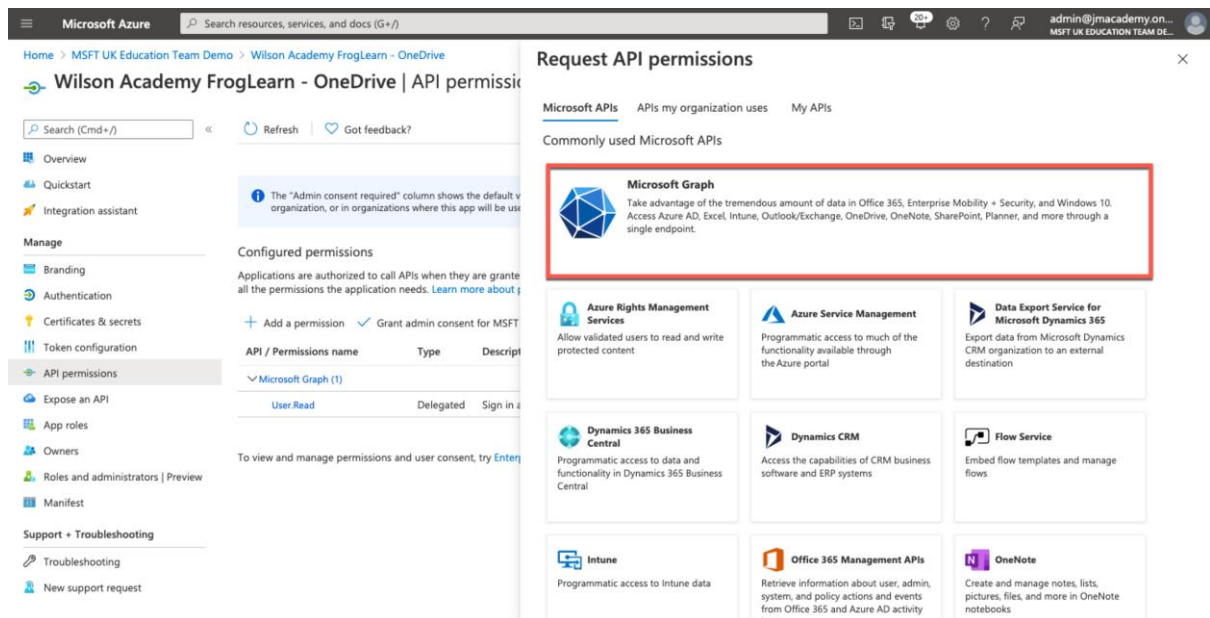 Microsoft Azure
Search resources, services, and docs (G+/)
20+
admin@jmacademy.on...
MSFT UK EDUCATION TEAM DE...
Home > MSFT UK Education Team Demo > Wilson Academy FrogLearn - OneDrive
Wilson Academy FrogLearn - OneDrive | API permissic
Search (Cmd+/)
«
Overview
Quickstart
Integration assistant
Manage
Branding
Authentication
Certificates & secrets
Token configuration
API permissions
Expose an API
App roles
Owners
Roles and administrators | Preview
Manifest
Support + Troubleshooting
Troubleshooting
New support request
Refresh
Got feedback?
The "Admin consent required" column shows the default v
organization, or in organizations where this app will be use
Configured permissions
Applications are authorized to call APIs when they are grante
all the permissions the application needs. Learn more about p
Add a permission
Grant admin consent for MSFT
API / Permissions name Type Descript
Microsoft Graph (1)
User.Read Delegated Sign in a
To view and manage permissions and user consent, try Enterp
Request API permissions
Microsoft APIs APIs my organization uses My APIs
Commonly used Microsoft APIs
Microsoft Graph
Take advantage of the tremendous amount of data in Office 365, Enterprise Mobility + Security, and Windows 10.
Access Azure AD, Excel, Intune, Outlook/Exchange, OneDrive, OneNote, SharePoint, Planner, and more through a
single endpoint.
Azure Rights Management
Services
Allow validated users to read and write
protected content
Azure Service Management
Programmatic access to much of the
functionality available through
the Azure portal
Data Export Service for
Microsoft Dynamics 365
Export data from Microsoft Dynamics
CRM organization to an external
destination
Dynamics 365 Business
Central
Programmatic access to data and
functionality in Dynamics 365 Business
Central
Dynamics CRM
Access the capabilities of CRM business
software and ERP systems
Flow Service
Embed flow templates and manage
flows
Intune
Programmatic access to Intune data
Office 365 Management APIs
Retrieve information about user, admin,
system, and policy actions and events
from Office 365 and Azure AD activity
OneNote
Create and manage notes, lists,
pictures, files, and more in OneNote
notebooks